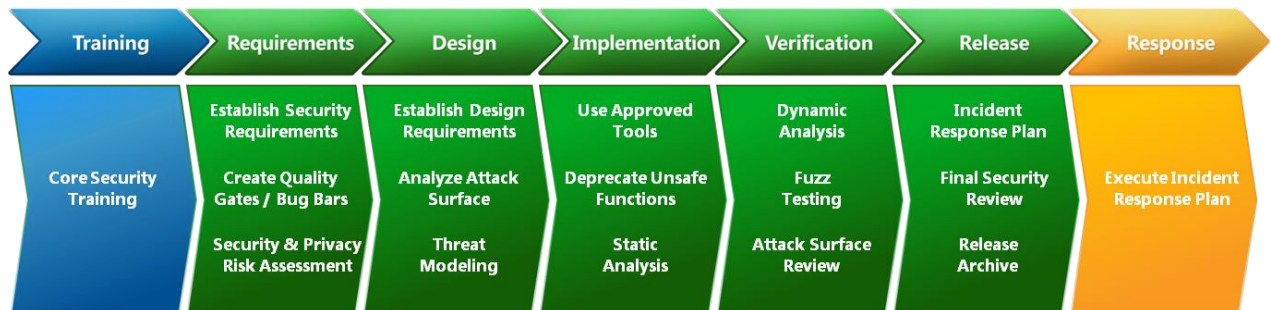 Training
Requirements
Design
Implementation
Verification
Release
Response
Core Security
Training
Establish Security
Requirements
Create Quality
Gates / Bug Bars
Security & Privacy
Risk Assessment
Establish Design
Requirements
Analyze Attack
Surface
Threat
Modeling
Use Approved
Tools
Deprecate Unsafe
Functions
Static
Analysis
Dynamic
Analysis
Fuzz
Testing
Attack Surface
Review
Incident
Response Plan
Final Security
Review
Release
Archive
Execute Incident
Response Plan